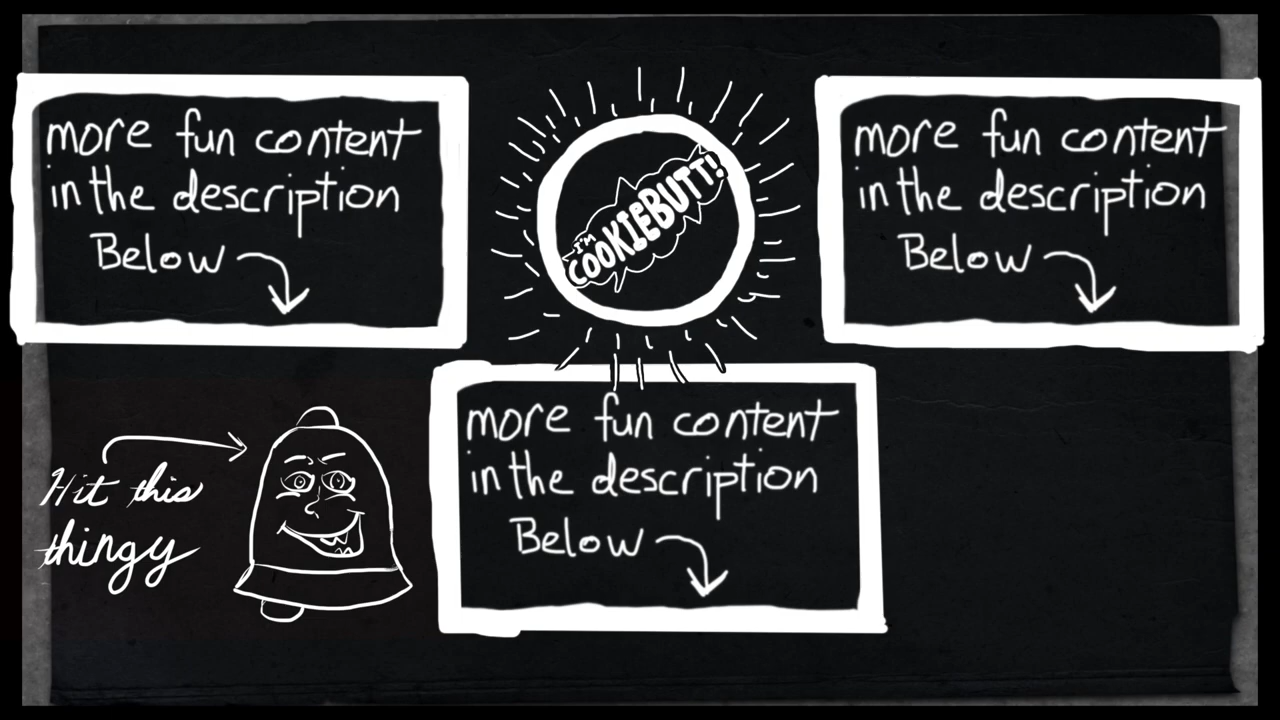 more fun content
in the description
Below
I'M
COOKIEBUTT!
more fun content
in the description
Below
Hit this
thingy
more fun content
in the description
Below